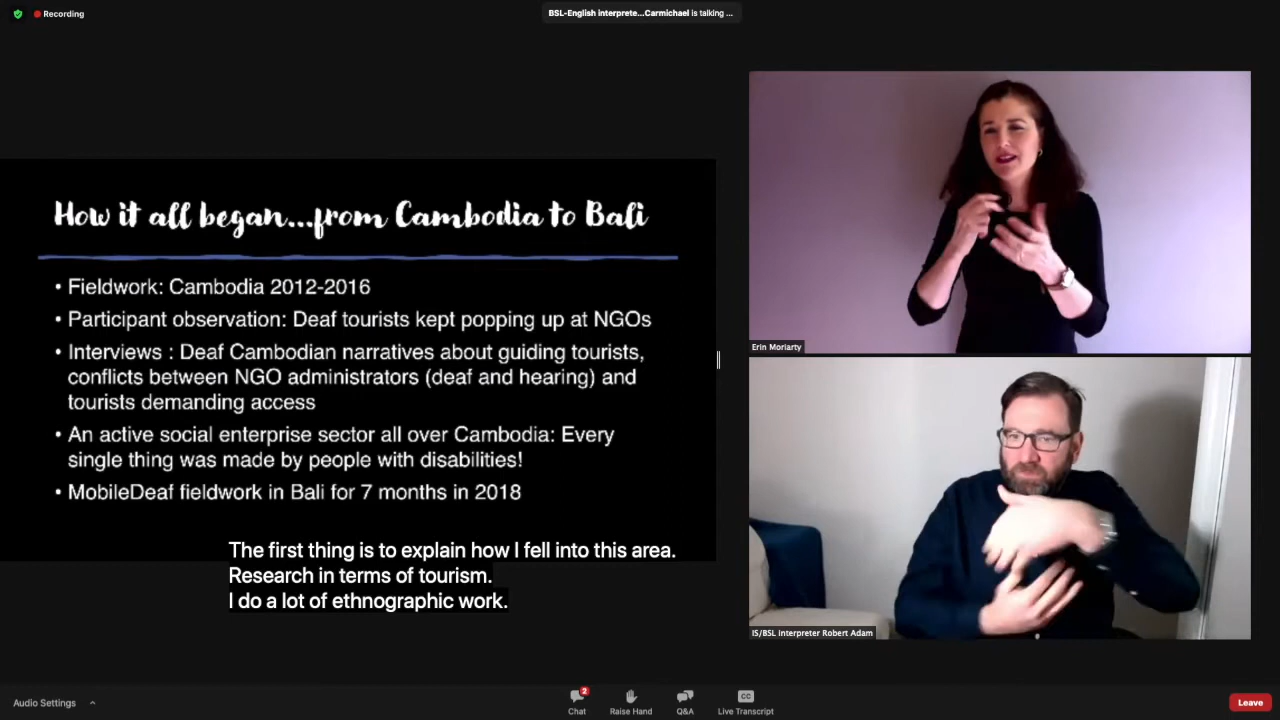 Recording
BSL-English interprete...Carmichael is talking ...
How it all began...from Cambodia to Bali
• Fieldwork: Cambodia 2012-2016
• Participant observation: Deaf tourists kept popping up at NGOs
• Interviews : Deaf Cambodian narratives about guiding tourists,
conflicts between NGO administrators (deaf and hearing) and
tourists demanding access
• An active social enterprise sector all over Cambodia: Every
single thing was made by people with disabilities!
• MobileDeaf fieldwork in Bali for 7 months in 2018
The first thing is to explain how I fell into this area.
Research in terms of tourism.
I do a lot of ethnographic work.
Erin Moriarty
IS/BSL Interpreter Robert Adam
Audio Settings
2
Chat
Raise Hand
Q&A
CC
Live Transcript
Leave